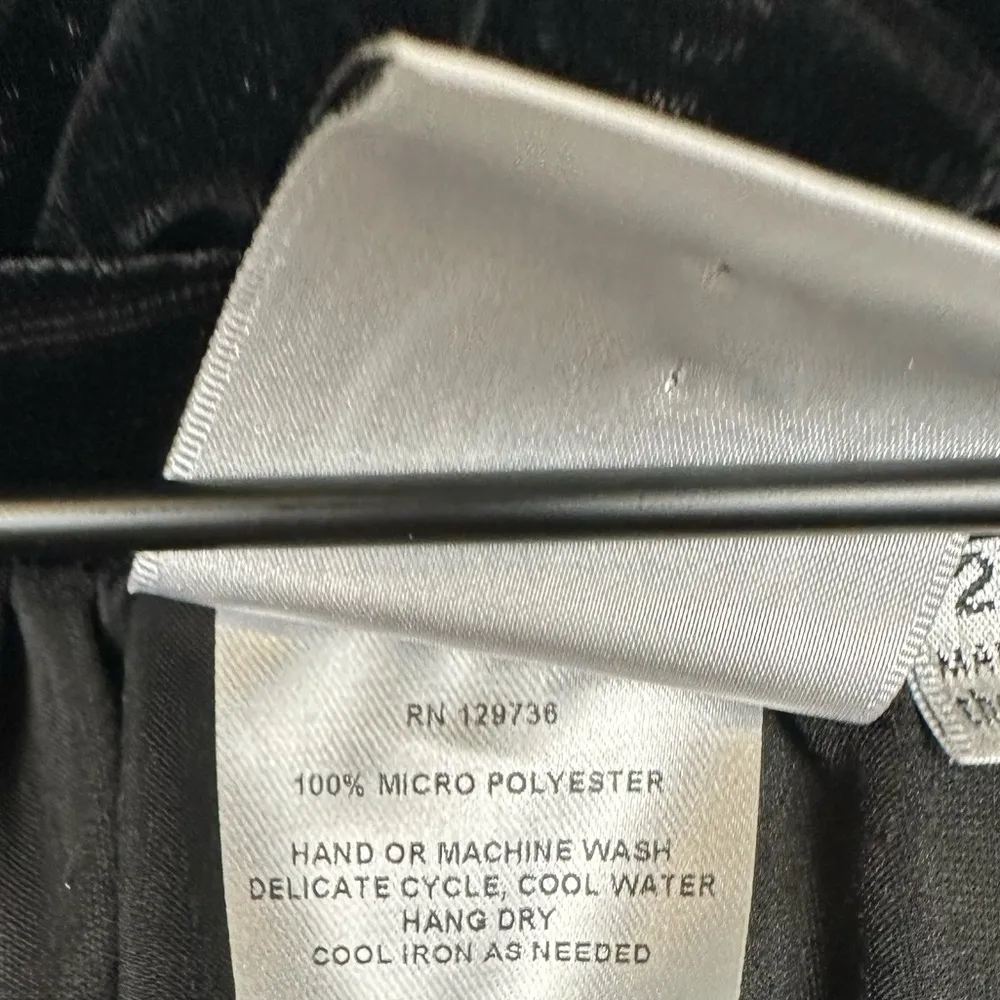 2
RN 129736
100% MICRO POLYESTER
HAND OR MACHINE WASH
DELICATE CYCLE, COOL WATER
HANG DRY
COOL IRON AS NEEDED